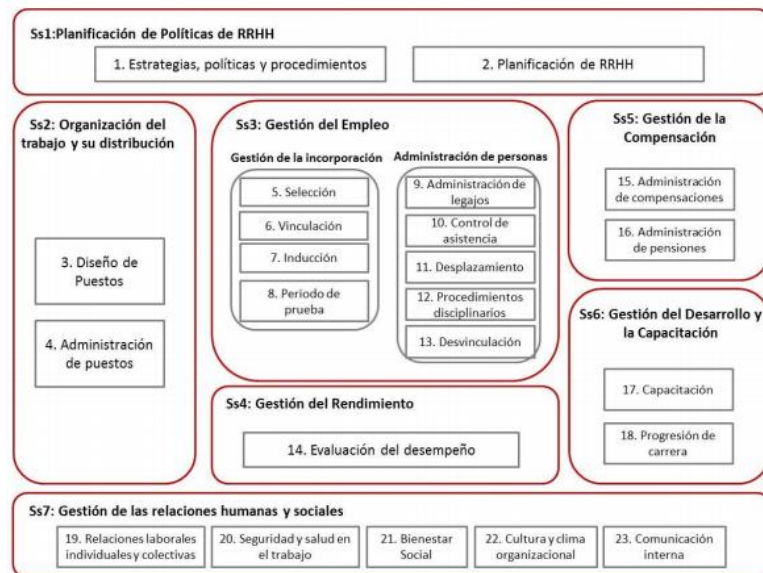 Ss1:Planificación de Políticas de RRHH
1. Estrategias, políticas y procedimientos
2. Planificación de RRHH
Ss2: Organización del
trabajo y su distribución
3. Diseño de
Puestos
4. Administración
de puestos
Ss3: Gestión del Empleo
Gestión de la incorporación
5. Selección
6. Vinculación
7. Inducción
8. Periodo de
prueba
Administración de personas
9. Administración de
legajos
10. Control de
asistencia
11. Desplazamiento
12. Procedimientos
disciplinarios
13. Desvinculación
Ss4: Gestión del Rendimiento
14. Evaluación del desempeño
Ss5: Gestión de la
Compensación
15. Administración
de compensaciones
16. Administración
de pensiones
Ss6: Gestión del Desarrollo y
la Capacitación
17. Capacitación
18. Progresión de
carrera
Ss7: Gestión de las relaciones humanas y sociales
19. Relaciones laborales
individuales y colectivas
20. Seguridad y salud en
el trabajo
21. Bienestar
Social
22. Cultura y clima
organizacional
23. Comunicación
interna